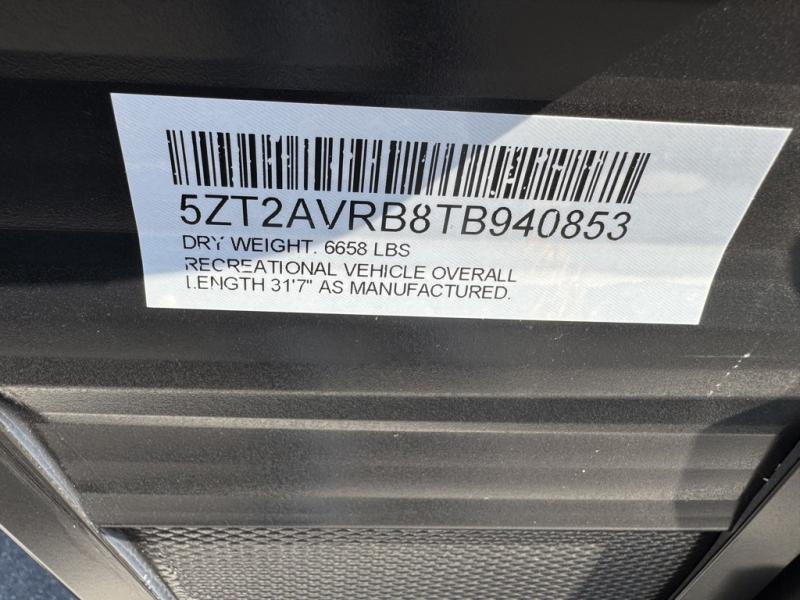 5ZT2AVRB8TB940853
DRY WEIGHT. 6658 LBS
RECREATIONAL VEHICLE OVERALL
LENGTH 31'7" AS MANUFACTURED.